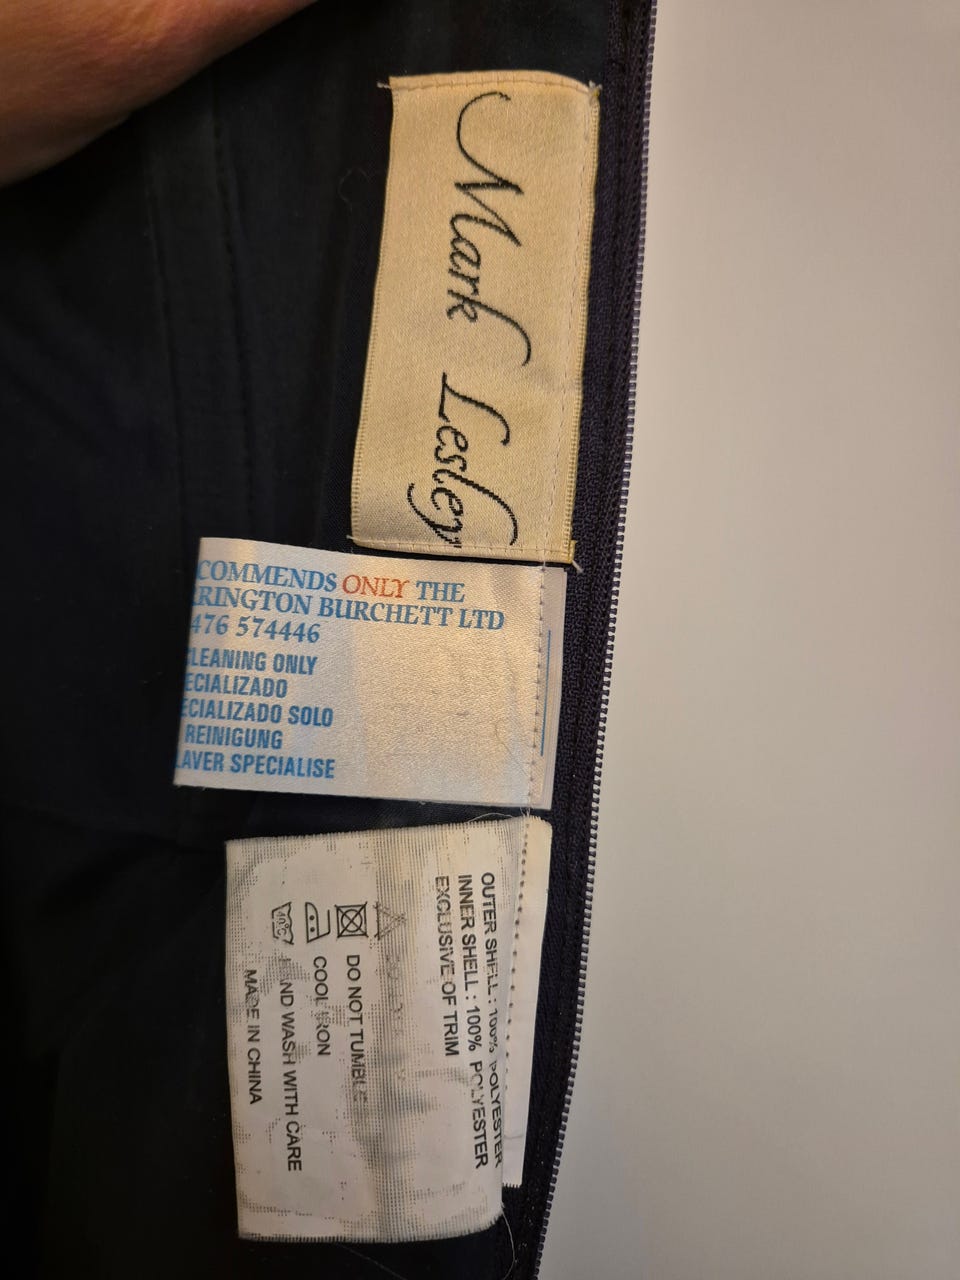 Mark Lesley
COMMENDS ONLY THE
RINGTON BURCHETT LTD
476 574446
LEANING ONLY
ECIALIZADO
ECIALIZADO SOLO
REINIGUNG
LAVER SPECIALISE
OUTER SHELL : 100% POLYESTER
INNER SHELL : 100% POLYESTER
EXCLUSIVE OF TRIM
DO NOT TUMBLE
COOL IRON
40°C HAND WASH WITH CARE
MADE IN CHINA